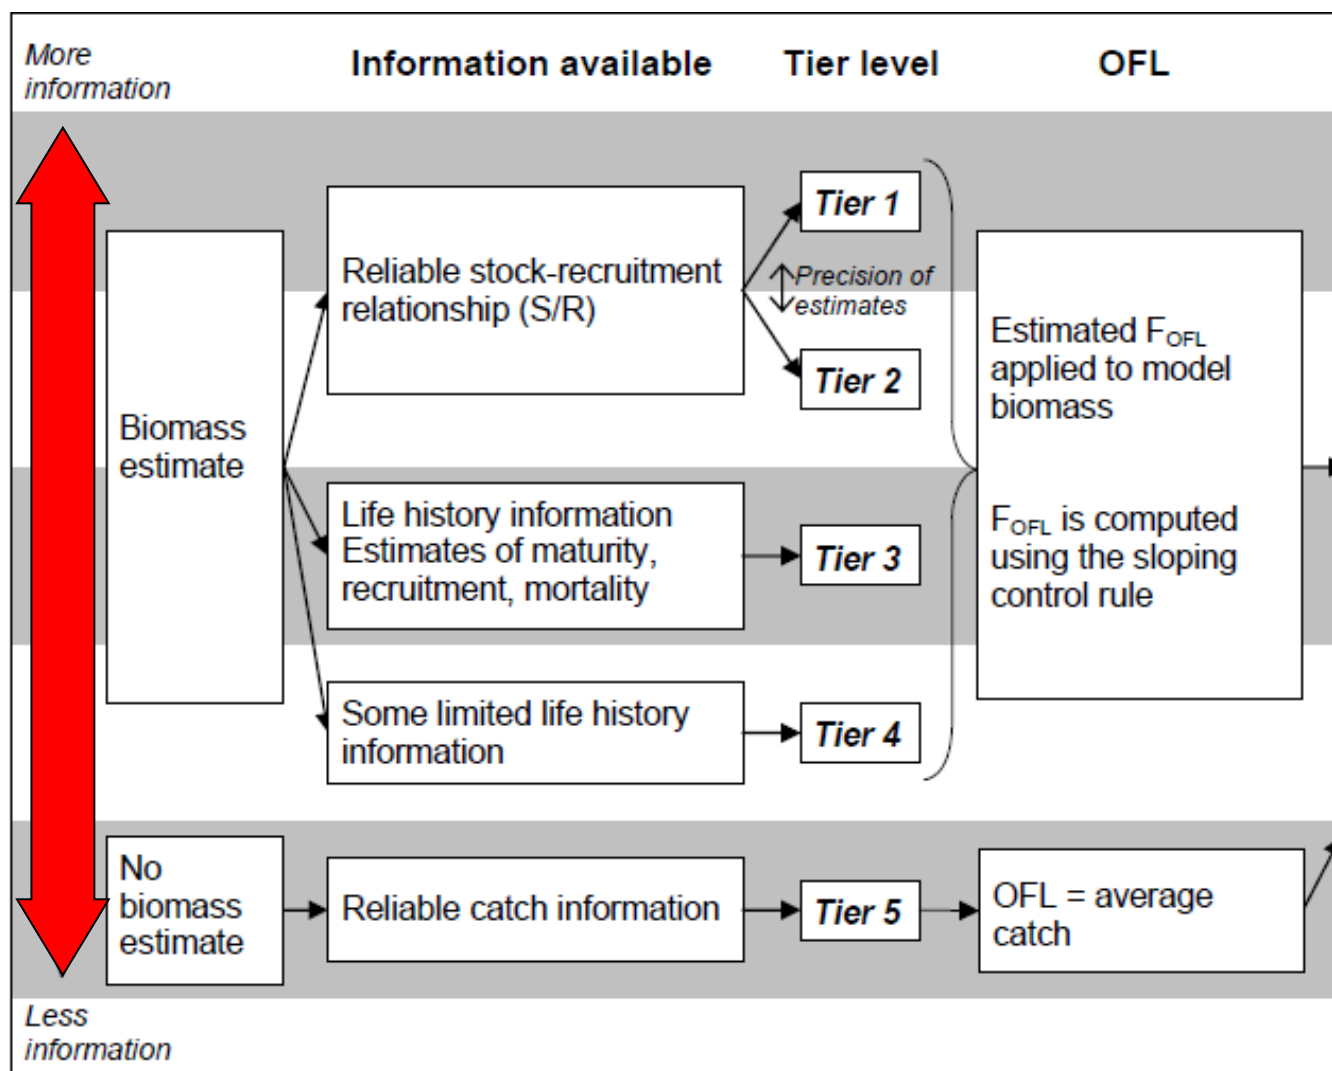 More
information
Information available
Tier level
OFL
Biomass
estimate
Reliable stock-recruitment
relationship (S/R)
Tier 1
Precision of
estimates
Tier 2
Life history information
Estimates of maturity,
recruitment, mortality
Tier 3
Some limited life history
information
Tier 4
Estimated FOFL
applied to model
biomass
FOFL is computed
using the sloping
control rule
No
biomass
estimate
Reliable catch information
Tier 5
OFL = average
catch
Less
information